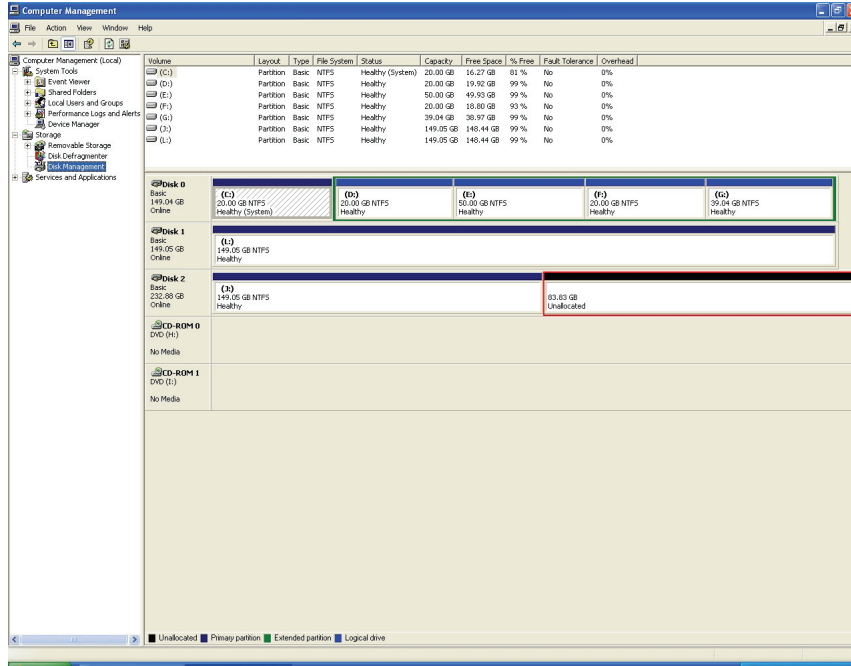 Computer Management
File Action View Window Help
Computer Management (Local)
System Tools
Event Viewer
Shared Folders
Local Users and Groups
Performance Logs and Alerts
Device Manager
Storage
Removable Storage
Disk Defragmenter
Disk Management
Services and Applications
Volume Layout Type File System Status Capacity Free Space % Free Fault Tolerance Overhead
(C:) Partition Basic NTFS Healthy (System) 20.00 GB 16.27 GB 81 % No 0%
(D:) Partition Basic NTFS Healthy 20.00 GB 19.92 GB 99 % No 0%
(E:) Partition Basic NTFS Healthy 50.00 GB 49.93 GB 99 % No 0%
(F:) Partition Basic NTFS Healthy 20.00 GB 18.80 GB 93 % No 0%
(G:) Partition Basic NTFS Healthy 39.04 GB 38.97 GB 99 % No 0%
(J:) Partition Basic NTFS Healthy 149.05 GB 148.44 GB 99 % No 0%
(L:) Partition Basic NTFS Healthy 149.05 GB 148.44 GB 99 % No 0%
Disk 0
Basic
149.04 GB
Online
(C:)
20.00 GB NTFS
Healthy (System)
(D:)
20.00 GB NTFS
Healthy
(E:)
50.00 GB NTFS
Healthy
(F:)
20.00 GB NTFS
Healthy
(G:)
39.04 GB NTFS
Healthy
Disk 1
Basic
149.05 GB
Online
(L:)
149.05 GB NTFS
Healthy
Disk 2
Basic
232.88 GB
Online
(J:)
149.05 GB NTFS
Healthy
83.83 GB
Unallocated
CD-ROM 0
DVD (H:)
No Media
CD-ROM 1
DVD (I:)
No Media
Unallocated Primary partition Extended partition Logical drive